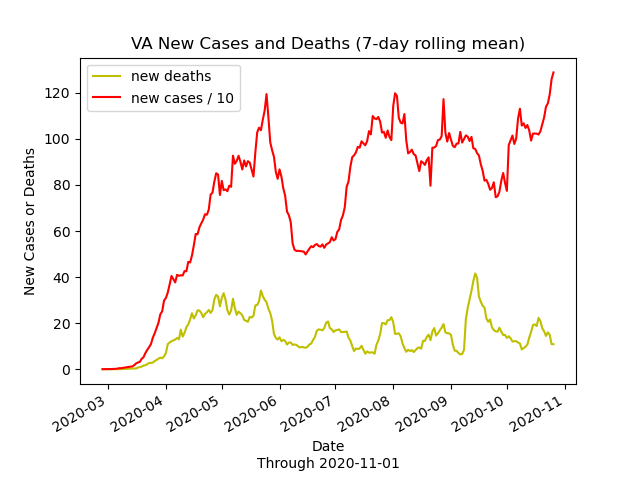 VA New Cases and Deaths (7-day rolling mean)
new deaths
new cases / 10
120
100
80
60
40
20
0
New Cases or Deaths
2020-03
2020-04
2020-05
2020-06
2020-07
2020-08
2020-09
2020-10
2020-11
Date
Through 2020-11-01